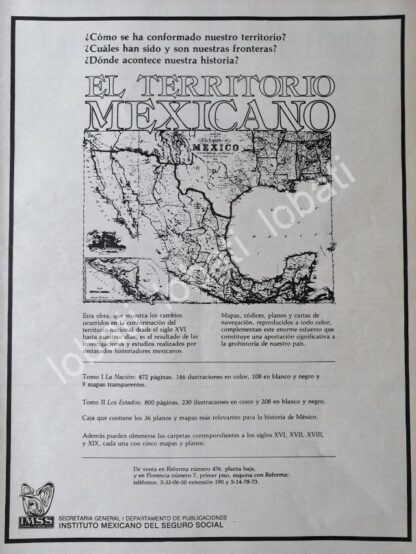 ¿Cómo se ha conformado nuestro territorio?
¿Cuáles han sido y son nuestras fronteras?
¿Dónde acontece nuestra historia?
EL TERRITORIO
MEXICANO
MEXICO
Esta obra, que muestra los cambios
ocurridos en la conformación del
territorio nacional desde el siglo XVI
hasta nuestros días, es el resultado de las
investigaciones y estudios realizados por
destacados historiadores mexicanos.
Mapas, códices, planos y cartas de
navegación, reproducidos a todo color,
complementan este enorme esfuerzo que
constituye una aportación significativa a
la geohistoria de nuestro país.
Tomo I La Nación: 472 páginas, 148 ilustraciones en color, 108 en blanco y negro y
9 mapas transparentes.
Tomo II Los Estados: 800 páginas, 230 ilustraciones en color y 208 en blanco y negro.
Caja que contiene los 36 planos y mapas más relevantes para la historia de México.
Además pueden obtenerse las carpetas correspondientes a los siglos XVI, XVII, XVIII,
y XIX, cada una con cinco mapas y planos.
De venta en Reforma número 476, planta baja,
y en Florencia número 7, primer piso, esquina con Reforma:
teléfonos: 5-33-06-50 extensión 190 y 5-14-78-73.
IMSS
SECRETARIA GENERAL / DEPARTAMENTO DE PUBLICACIONES
INSTITUTO MEXICANO DEL SEGURO SOCIAL
lobati lobati lobati lobati